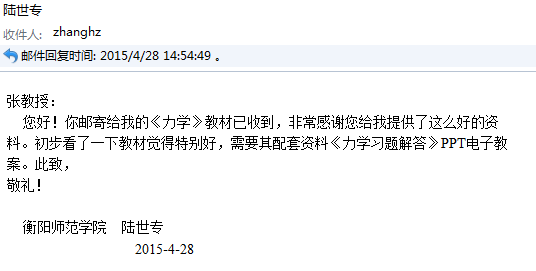 陆世专
收件人: zhanghz
邮件回复时间: 2015/4/28 14:54:49 。
张教授：
您好！你邮寄给我的《力学》教材已收到，非常感谢您给我提供了这么好的资
料。初步看了一下教材觉得特别好，需要其配套资料《力学习题解答》PPT电子教
案。此致，
敬礼！
衡阳师范学院 陆世专
2015-4-28